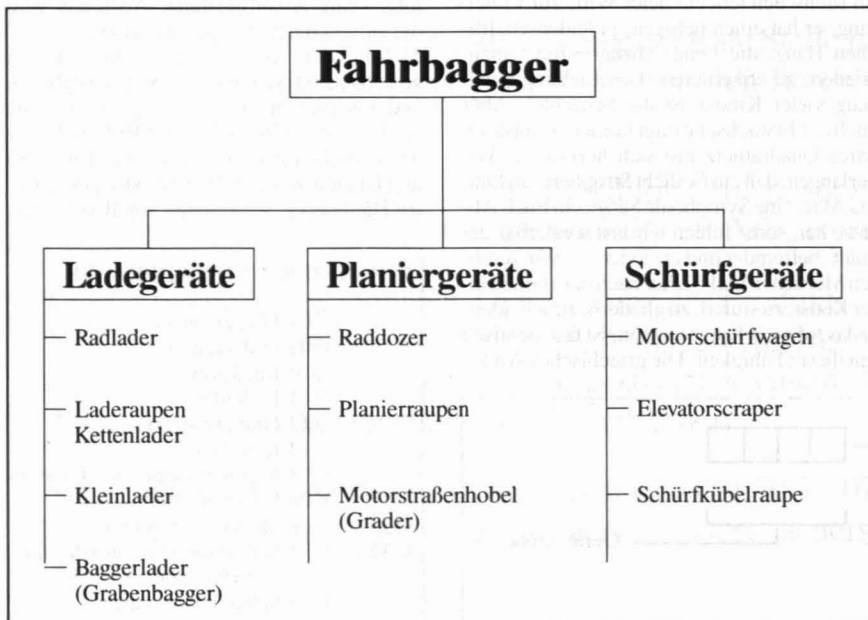 Fahrbagger
Ladegeräte
Radlader
Laderaupen
Kettenlader
Kleinlader
Baggerlader
(Grabenbagger)
Planiergeräte
Raddozer
Planierraupen
Motorstraßenhobel
(Grader)
Schürfgeräte
Motorschürfwagen
Elevatorscraper
Schürfkübelraupe